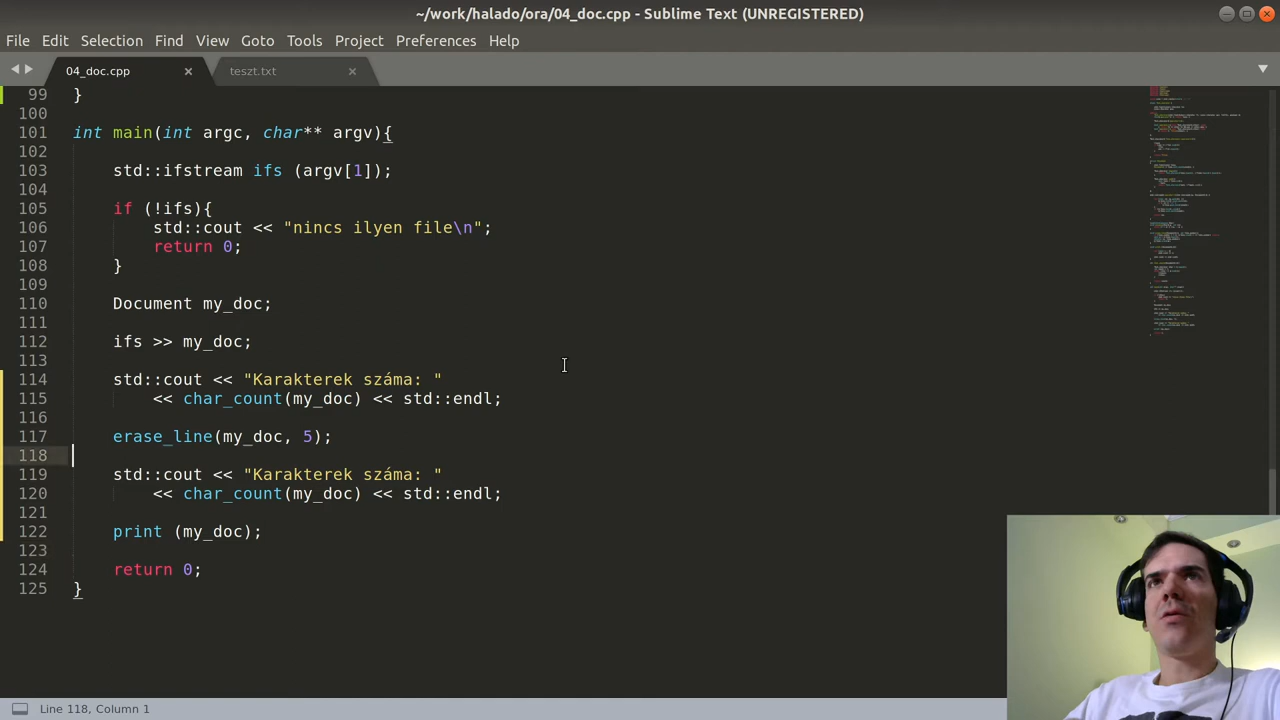 ~/work/halado/ora/04_doc.cpp - Sublime Text (UNREGISTERED)
File Edit Selection Find View Goto Tools Project Preferences Help
04_doc.cpp teszt.txt
99 }
100
101 int main(int argc, char** argv){
102
103 std::ifstream ifs (argv[1]);
104
105 if (!ifs){
106 std::cout << "nincs ilyen file\n";
107 return 0;
108 }
109
110 Document my_doc;
111
112 ifs >> my_doc;
113
114 std::cout << "Karakterek száma: "
115 << char_count(my_doc) << std::endl;
116
117 erase_line(my_doc, 5);
118
119 std::cout << "Karakterek száma: "
120 << char_count(my_doc) << std::endl;
121
122 print (my_doc);
123
124 return 0;
125 }
Line 118, Column 1